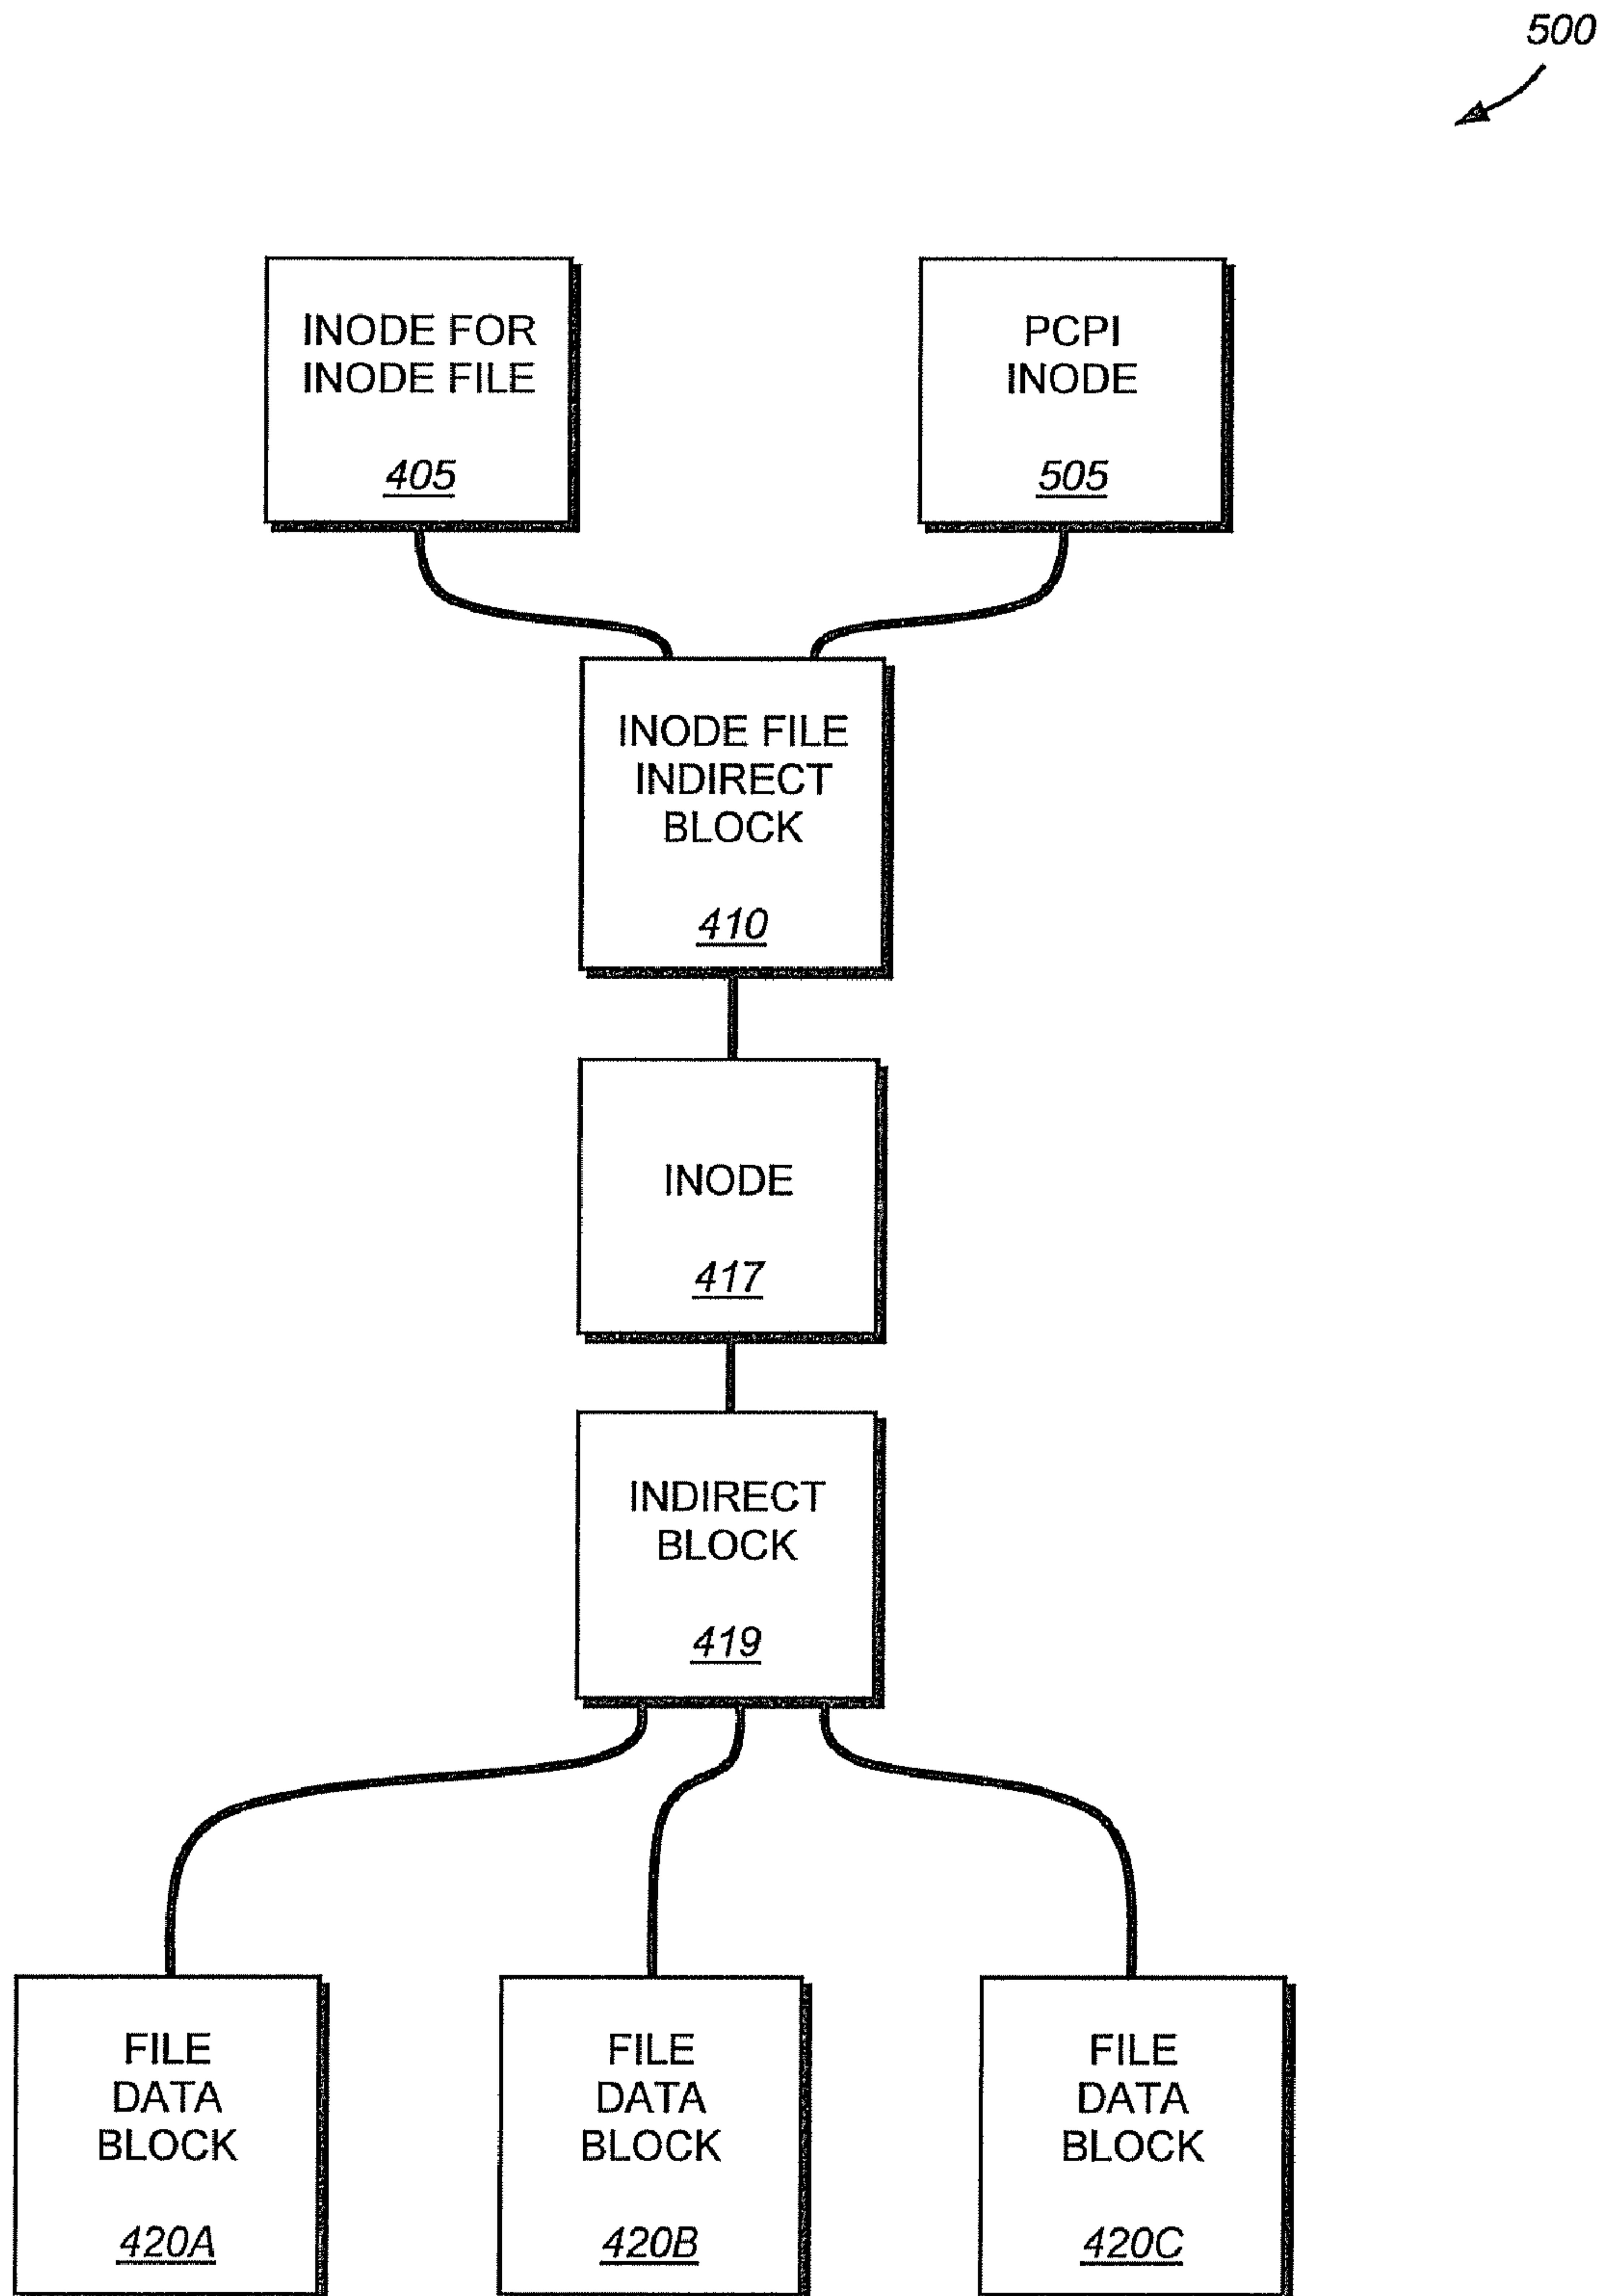 500
INODE FOR
INODE FILE
405
PCPI
INODE
505
INODE FILE
INDIRECT
BLOCK
410
INODE
417
INDIRECT
BLOCK
419
FILE
DATA
BLOCK
420A
FILE
DATA
BLOCK
420B
FILE
DATA
BLOCK
420C